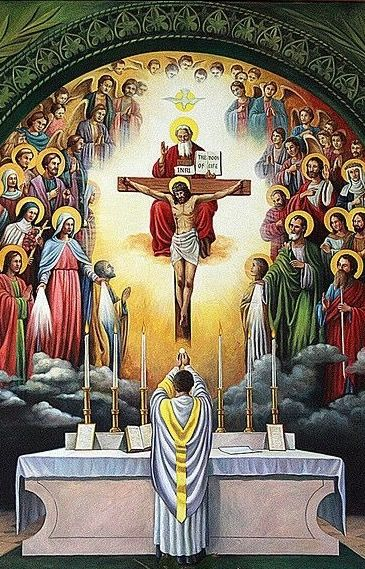 THE BOOK
OF LIFE
INRI